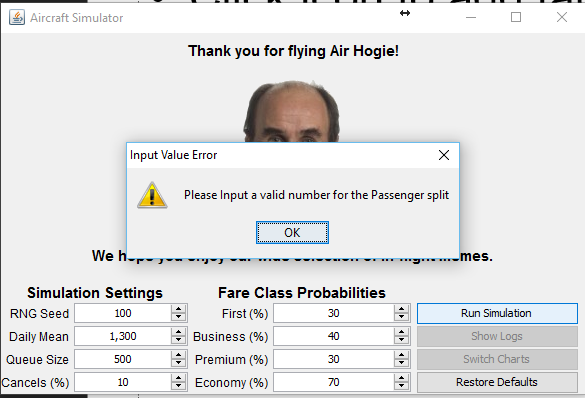 Aircraft Simulator
Thank you for flying Air Hogie!
Input Value Error
Please Input a valid number for the Passenger split
OK
We hope you enjoy our wide selection of in-flight memes.
Simulation Settings
Fare Class Probabilities
RNG Seed 100 First (%) 30 Run Simulation
Daily Mean 1,300 Business (%) 40 Show Logs
Queue Size 500 Premium (%) 30 Switch Charts
Cancels (%) 10 Economy (%) 70 Restore Defaults